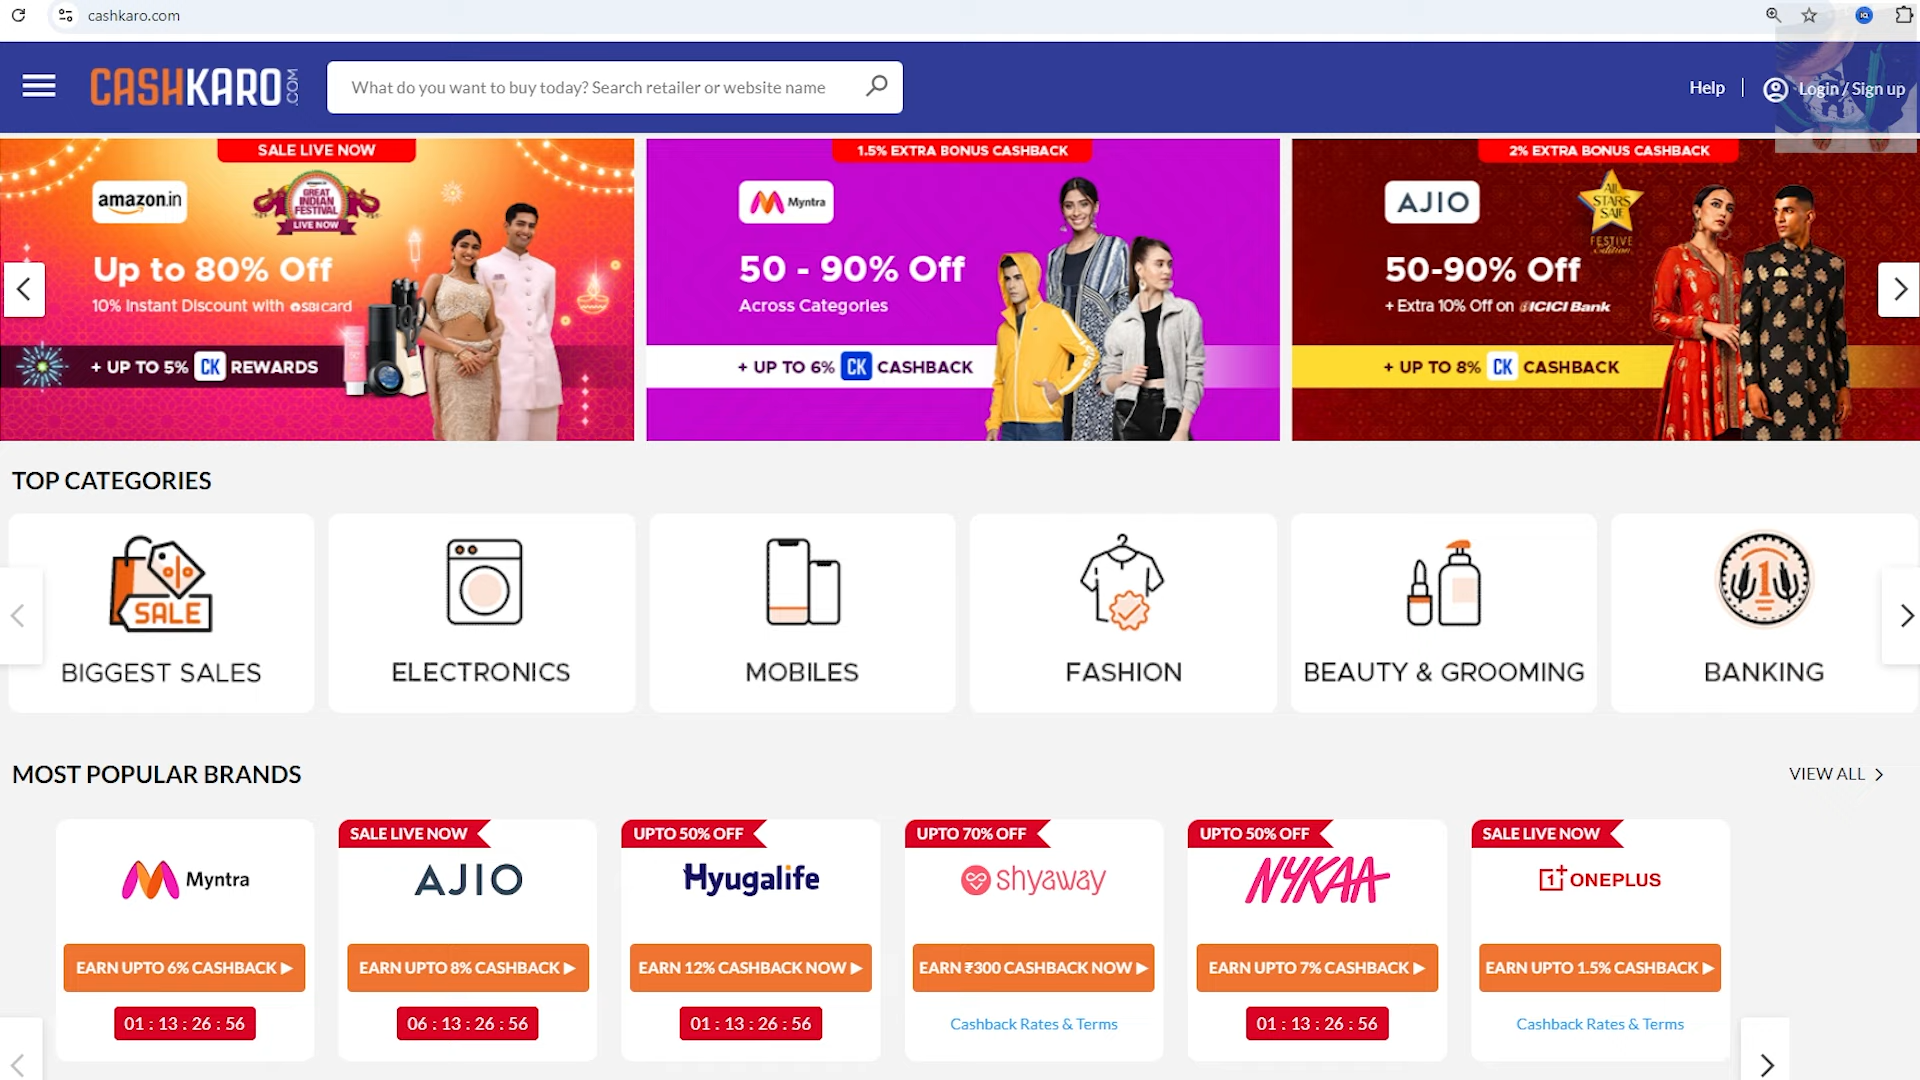 cashkaro.com
CASHKARO.COM
What do you want to buy today? Search retailer or website name
Help
Login / Sign up
SALE LIVE NOW
amazon.in
GREAT
INDIAN
FESTIVAL
LIVE NOW
Up to 80% Off
10% Instant Discount with SBI card
+ UP TO 5% CK REWARDS
1.5% EXTRA BONUS CASHBACK
Myntra
50 - 90% Off
Across Categories
+ UP TO 6% CK CASHBACK
2% EXTRA BONUS CASHBACK
AJIO
ALL
STARS
SALE
FESTIVE
edition
50-90% Off
+ Extra 10% Off on ICICI Bank
+ UP TO 8% CK CASHBACK
TOP CATEGORIES
SALE
BIGGEST SALES
ELECTRONICS
MOBILES
FASHION
BEAUTY & GROOMING
1
BANKING
MOST POPULAR BRANDS
VIEW ALL
Myntra
EARN UPTO 6% CASHBACK
01 : 13 : 26 : 56
SALE LIVE NOW
AJIO
EARN UPTO 8% CASHBACK
06 : 13 : 26 : 56
UPTO 50% OFF
Hyugalife
EARN 12% CASHBACK NOW
01 : 13 : 26 : 56
UPTO 70% OFF
shyaway
EARN ₹300 CASHBACK NOW
Cashback Rates & Terms
UPTO 50% OFF
NYKAA
EARN UPTO 7% CASHBACK
01 : 13 : 26 : 56
SALE LIVE NOW
1+ ONEPLUS
EARN UPTO 1.5% CASHBACK
Cashback Rates & Terms